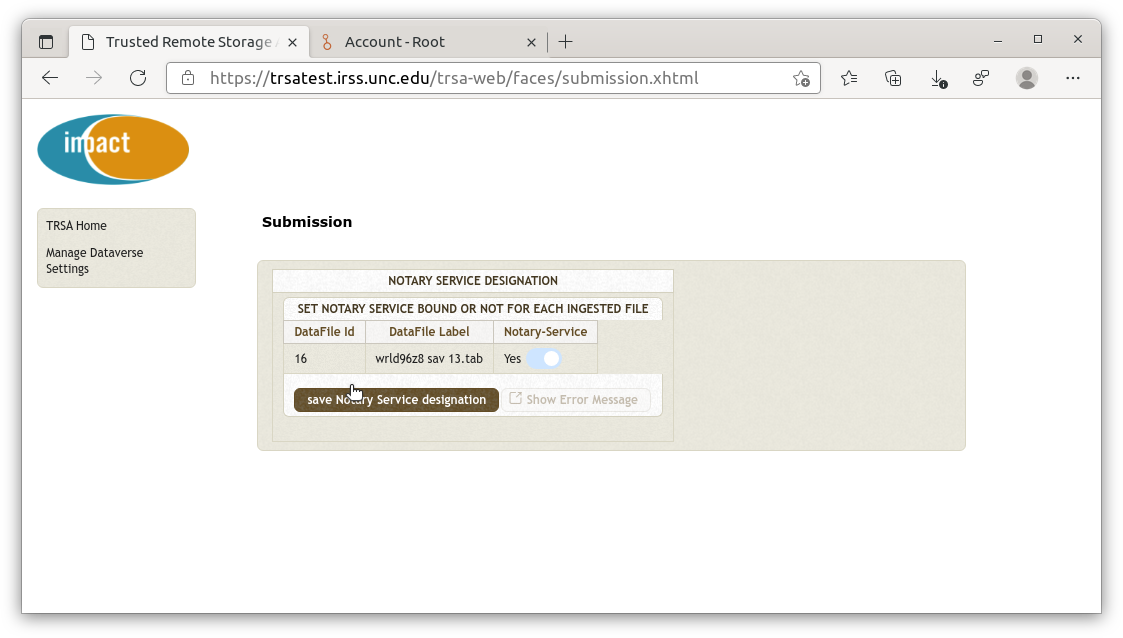 Trusted Remote Storage A
Account - Root
https://trsatest.irss.unc.edu/trsa-web/faces/submission.xhtml
impact
TRSA Home
Manage Dataverse
Settings
Submission
NOTARY SERVICE DESIGNATION
SET NOTARY SERVICE BOUND OR NOT FOR EACH INGESTED FILE
DataFile Id DataFile Label Notary-Service
16 wrld96z8 sav 13.tab Yes
save Notary Service designation Show Error Message